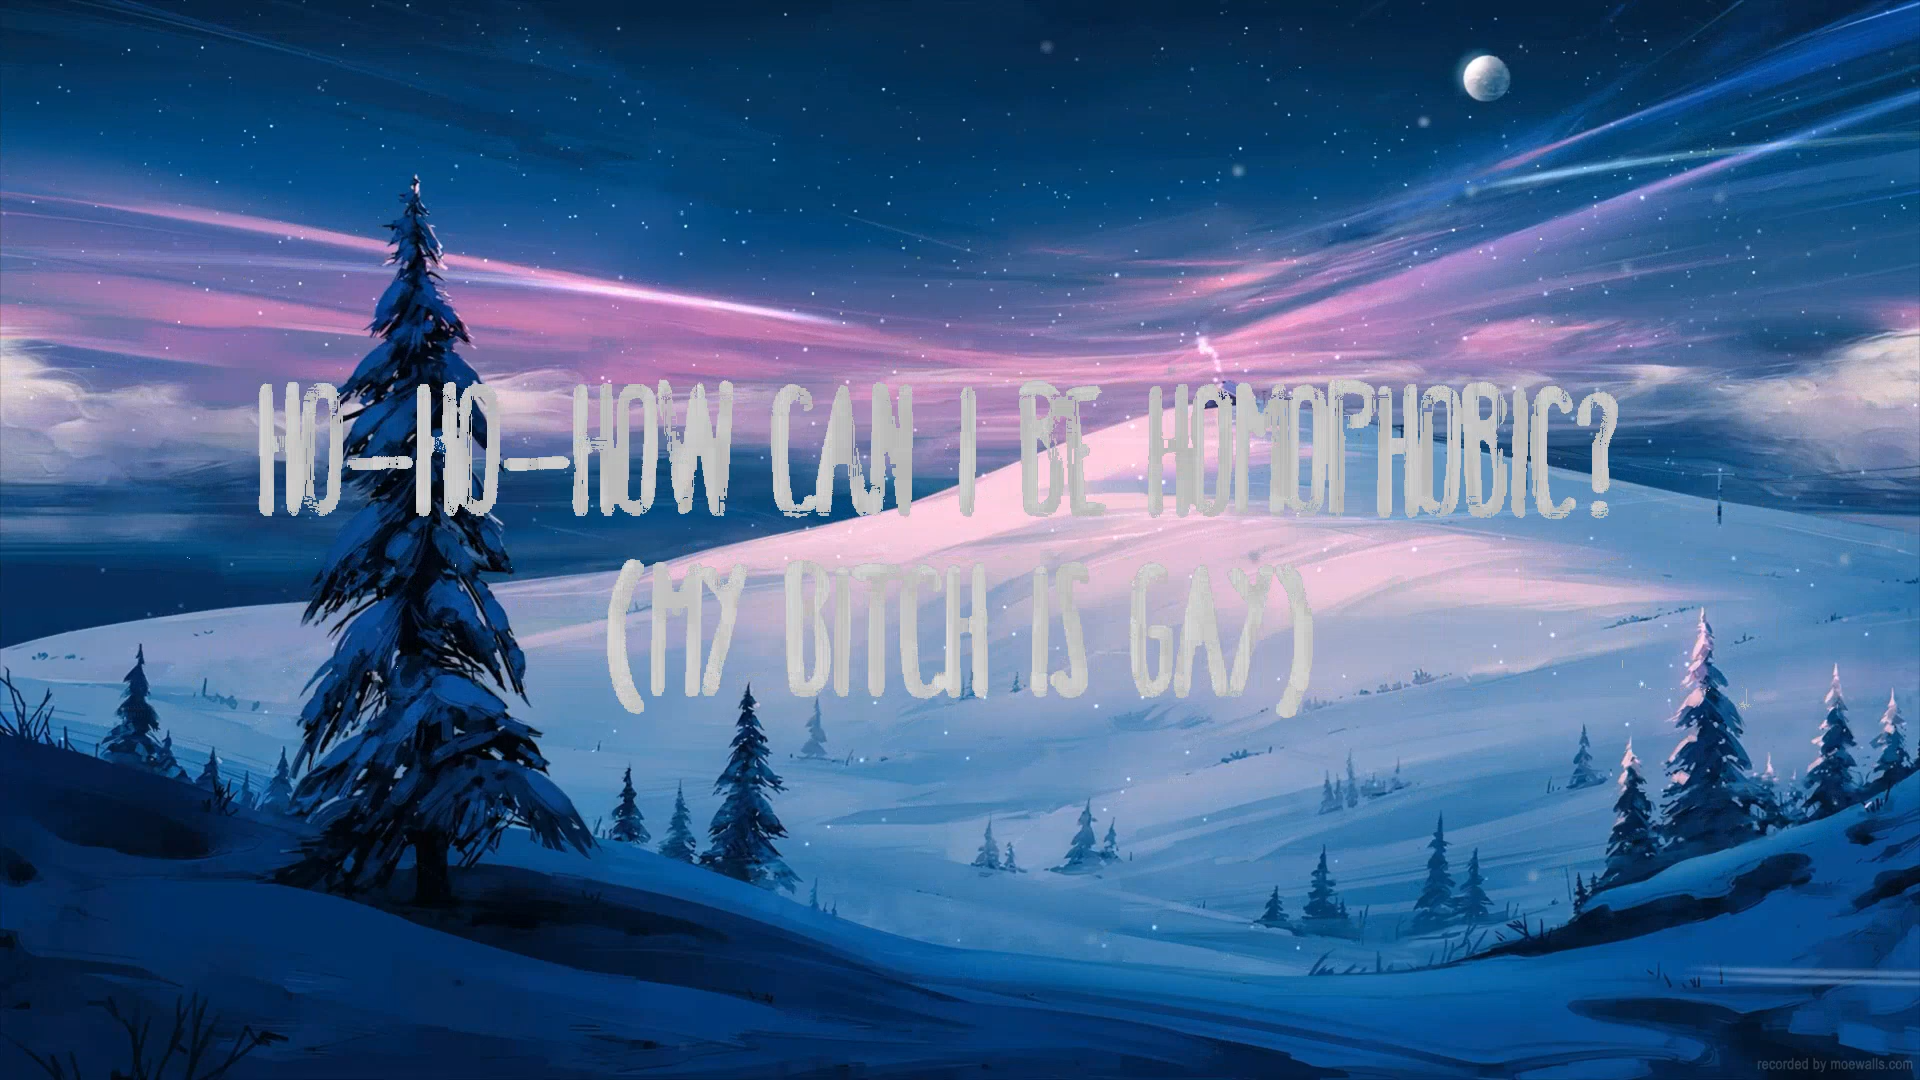 HO-HO-HOW CAN I BE HOMOPHOBIC?
(MY BITCH IS GAY)
recorded by moewalls.com